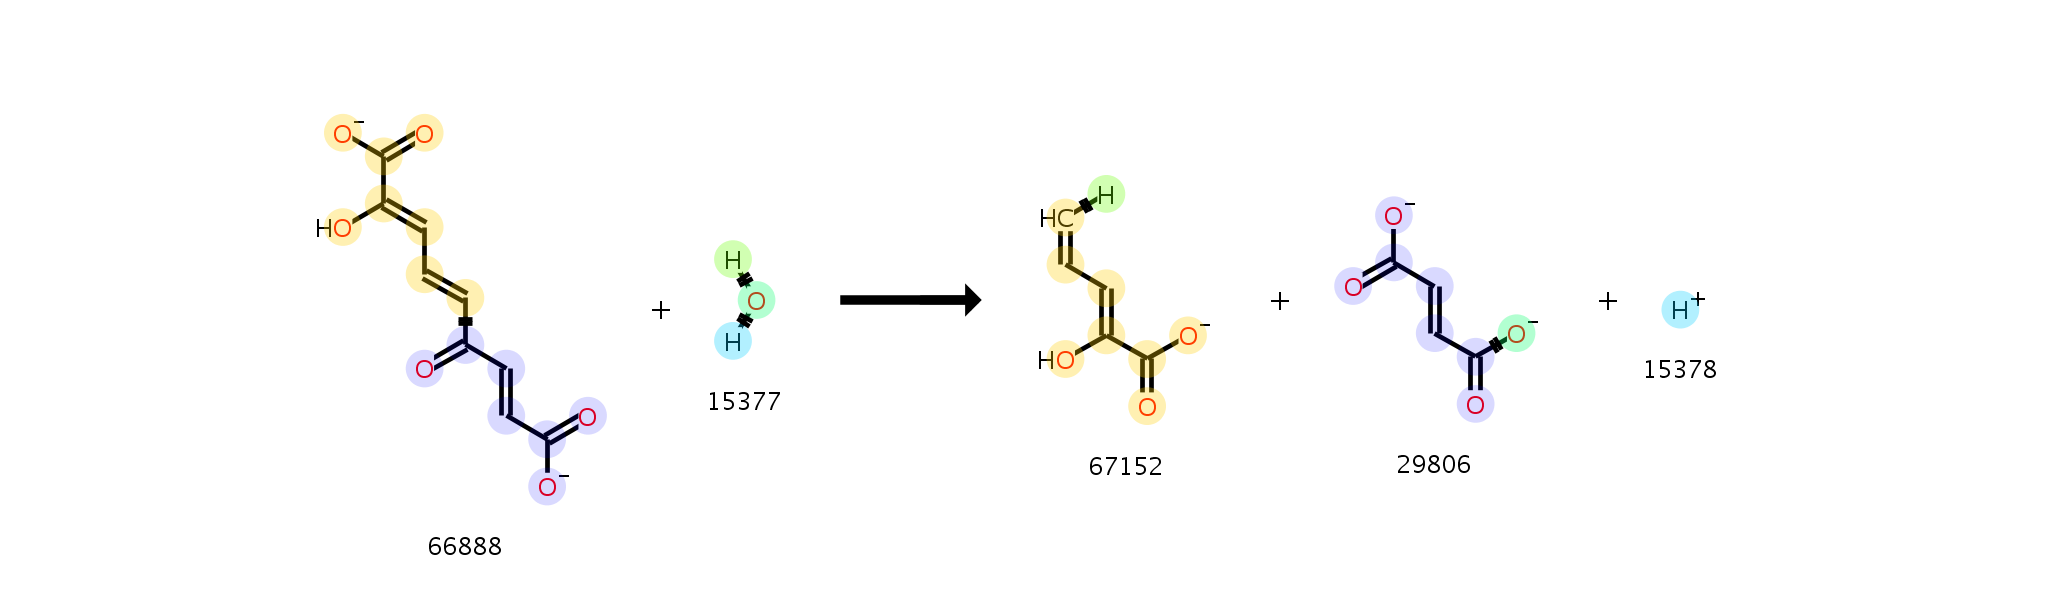 O⁻ O
HO
O
O
O⁻
66888
+
H
O
H
15377
HC H
HO O⁻
O
67152
+
O⁻
O
O⁻
O
29806
+
H⁺
15378